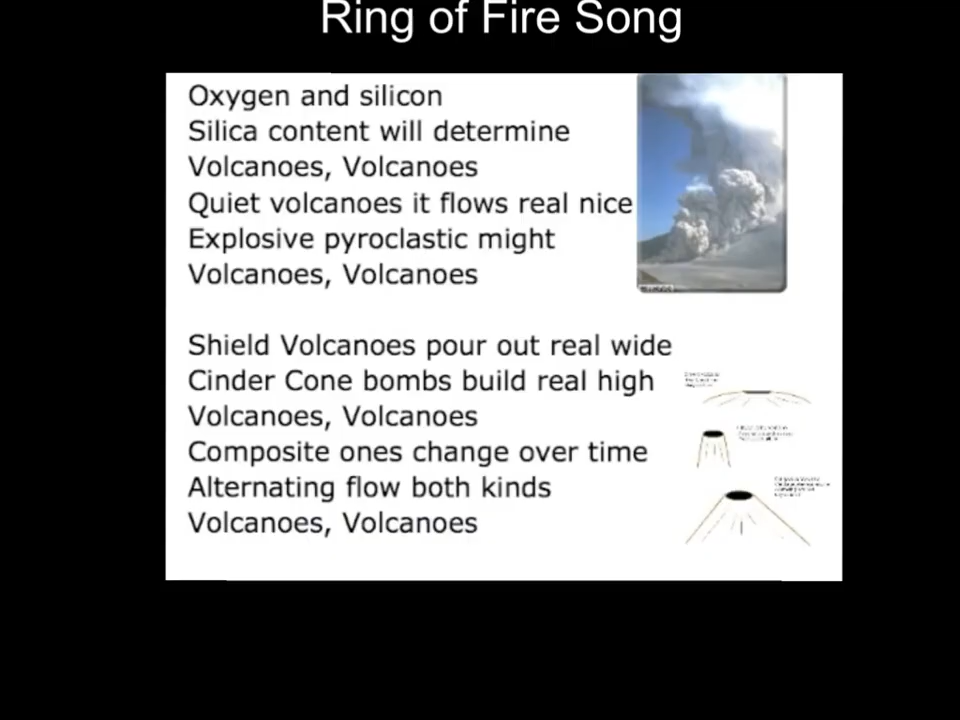 Ring of Fire Song
Oxygen and silicon
Silica content will determine
Volcanoes, Volcanoes
Quiet volcanoes it flows real nice
Explosive pyroclastic might
Volcanoes, Volcanoes
Shield Volcanoes pour out real wide
Cinder Cone bombs build real high
Volcanoes, Volcanoes
Composite ones change over time
Alternating flow both kinds
Volcanoes, Volcanoes